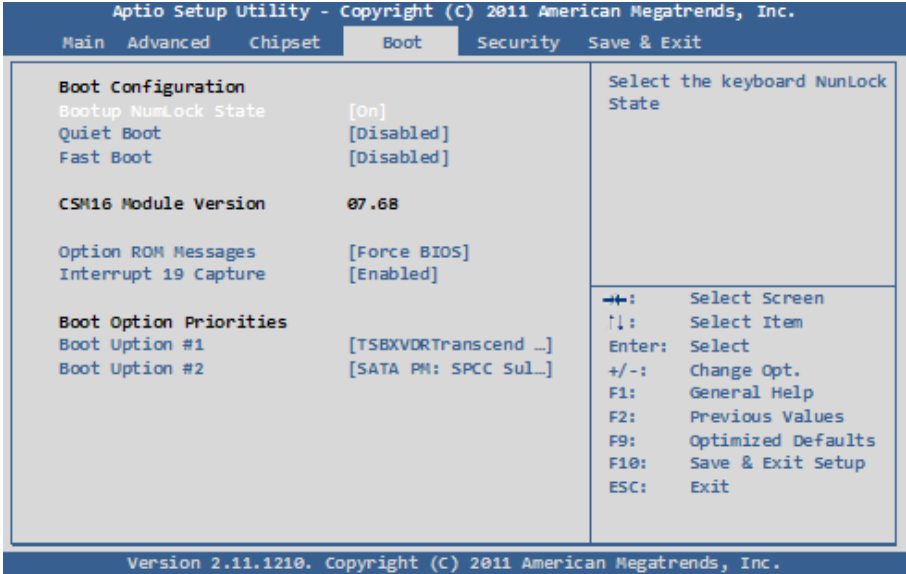 Aptio Setup Utility - Copyright (C) 2011 American Megatrends, Inc.
Main Advanced Chipset Boot Security Save & Exit
Boot Configuration
Bootup NumLock State [On]
Quiet Boot [Disabled]
Fast Boot [Disabled]
CSM16 Module Version 07.68
Option ROM Messages [Force BIOS]
Interrupt 19 Capture [Enabled]
Boot Option Priorities
Boot Uption #1 [TSBXVDRTranscend …]
Boot Uption #2 [SATA PM: SPCC Sul…]
Select the keyboard NunLock
State
→←: Select Screen
↑↓: Select Item
Enter: Select
+/-: Change Opt.
F1: General Help
F2: Previous Values
F9: Optimized Defaults
F10: Save & Exit Setup
ESC: Exit
Version 2.11.1210. Copyright (C) 2011 American Megatrends, Inc.